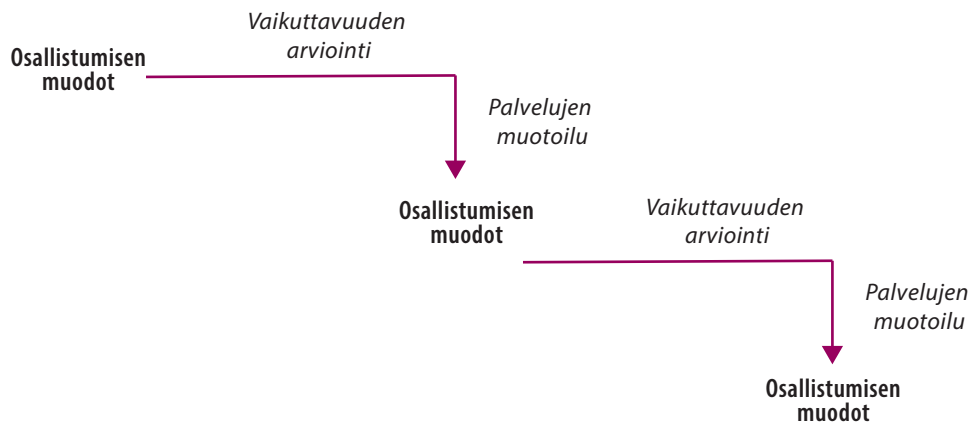 Vaikuttavuuden
arviointi
Osallistumisen
muodot
Palvelujen
muotoilu
Osallistumisen
muodot
Vaikuttavuuden
arviointi
Palvelujen
muotoilu
Osallistumisen
muodot